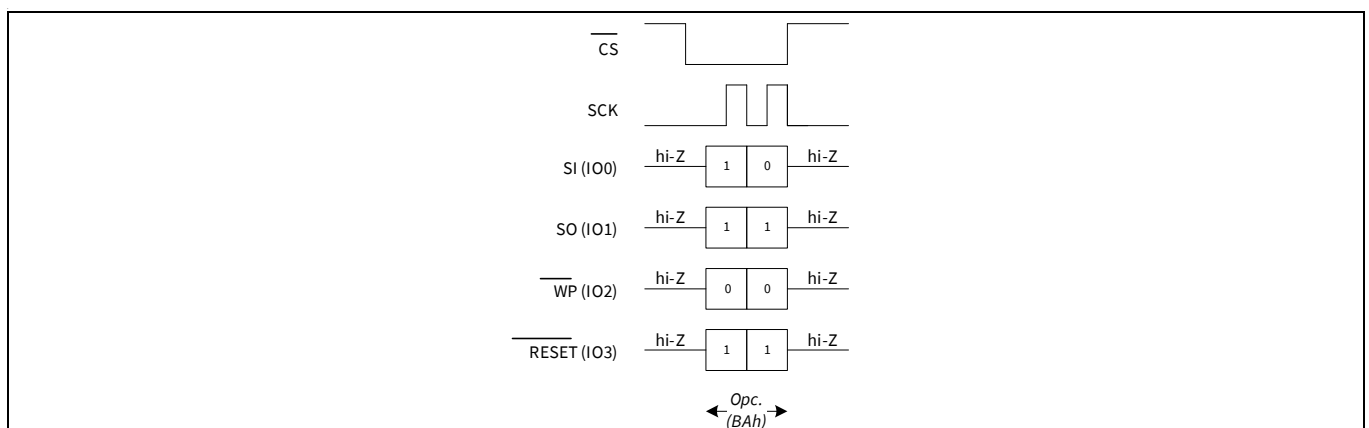 CS
SCK
SI (IO0) hi-Z 1 0 hi-Z
SO (IO1) hi-Z 1 1 hi-Z
WP (IO2) hi-Z 0 0 hi-Z
RESET (IO3) hi-Z 1 1 hi-Z
Opc.
(BAh)